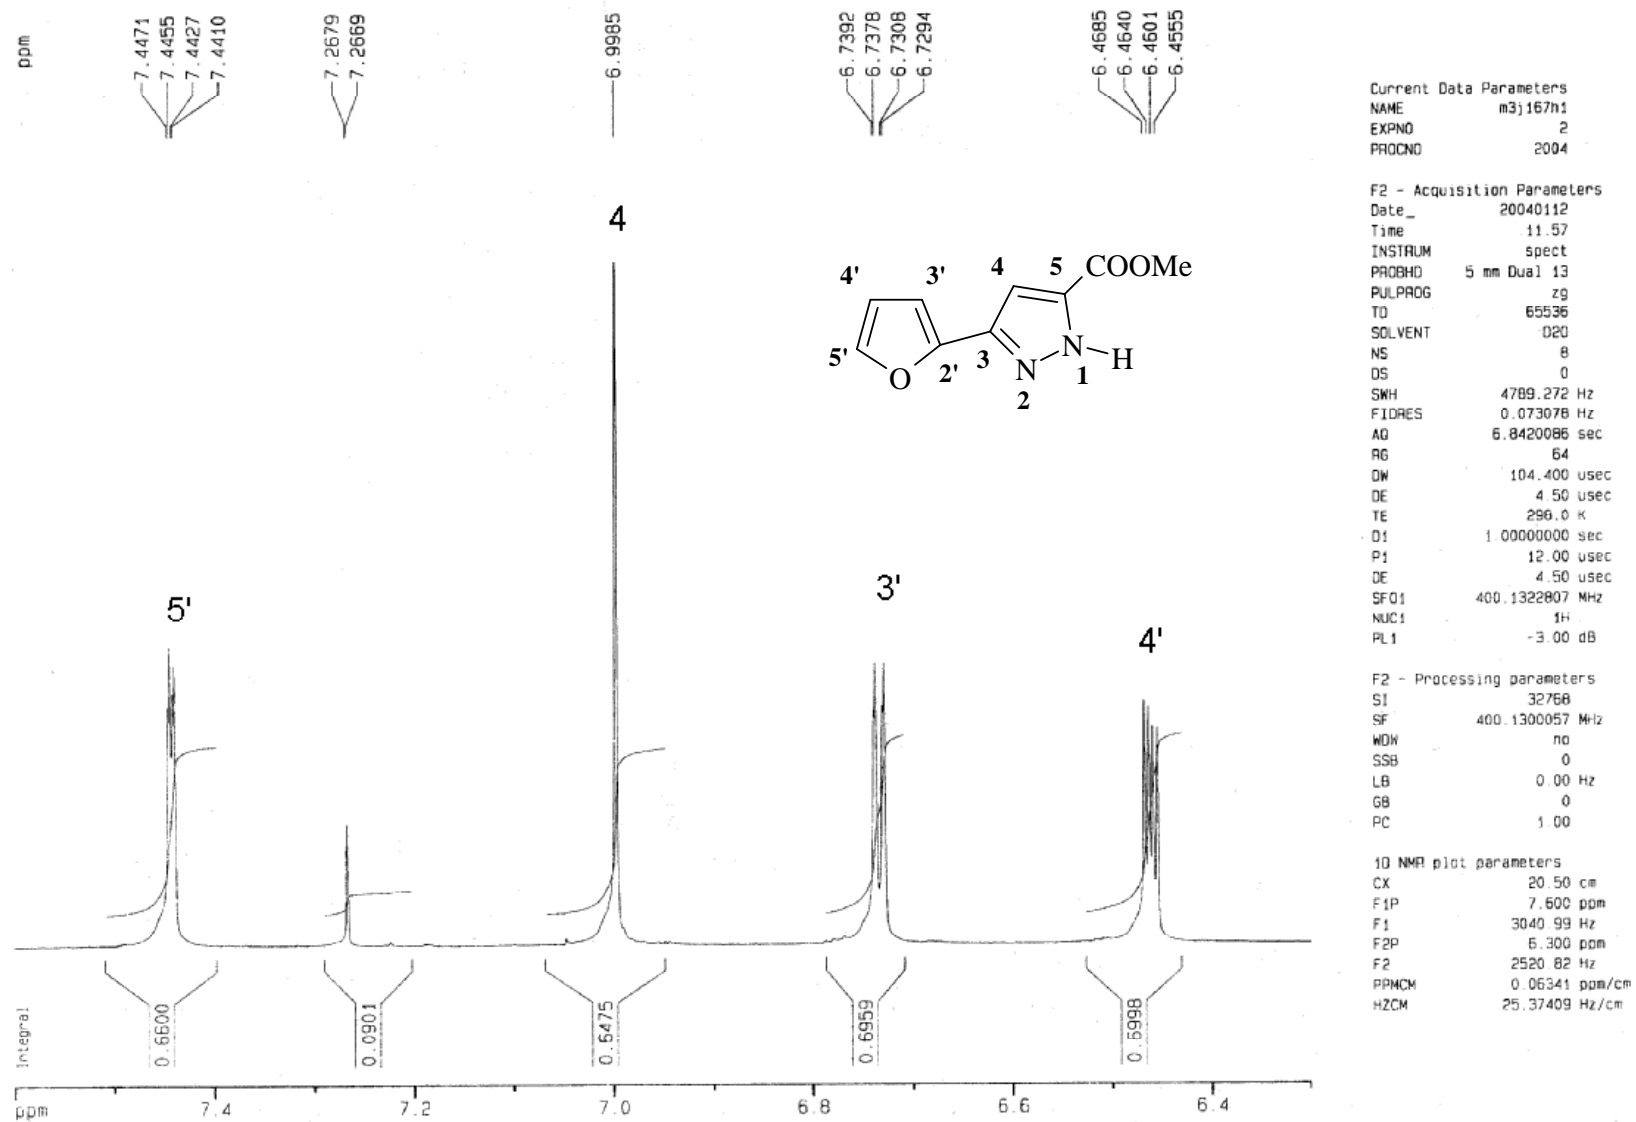 ppm
7.4471
7.4455
7.4427
7.4410
7.2679
7.2669
6.9985
6.7392
6.7378
6.7308
6.7294
6.4685
6.4640
6.4601
6.4555
4
4' 3' 4 5 COOMe
5' O 2' 3 N 2 N 1 H
5'
3'
4'
Current Data Parameters
NAME m3j167h1
EXPNO 2
PROCNO 2004
F2 - Acquisition Parameters
Date_ 20040112
Time 11.57
INSTRUM spect
PROBHD 5 mm Dual 13
PULPROG zg
TD 65536
SOLVENT D2O
NS 8
DS 0
SWH 4789.272 Hz
FIDRES 0.073078 Hz
AQ 6.8420086 sec
RG 64
DW 104.400 usec
DE 4.50 usec
TE 298.0 K
D1 1.00000000 sec
P1 12.00 usec
DE 4.50 usec
SFO1 400.1322807 MHz
NUC1 1H
PL1 -3.00 dB
F2 - Processing parameters
SI 32768
SF 400.1300057 MHz
WDW no
SSB 0
LB 0.00 Hz
GB 0
PC 1.00
1D NMR plot parameters
CX 20.50 cm
F1P 7.600 ppm
F1 3040.99 Hz
F2P 6.300 ppm
F2 2520.82 Hz
PPMCM 0.06341 ppm/cm
HZCM 25.37409 Hz/cm
Integral
0.6600
0.0901
0.6475
0.6959
0.6998
ppm 7.4 7.2 7.0 6.8 6.6 6.4